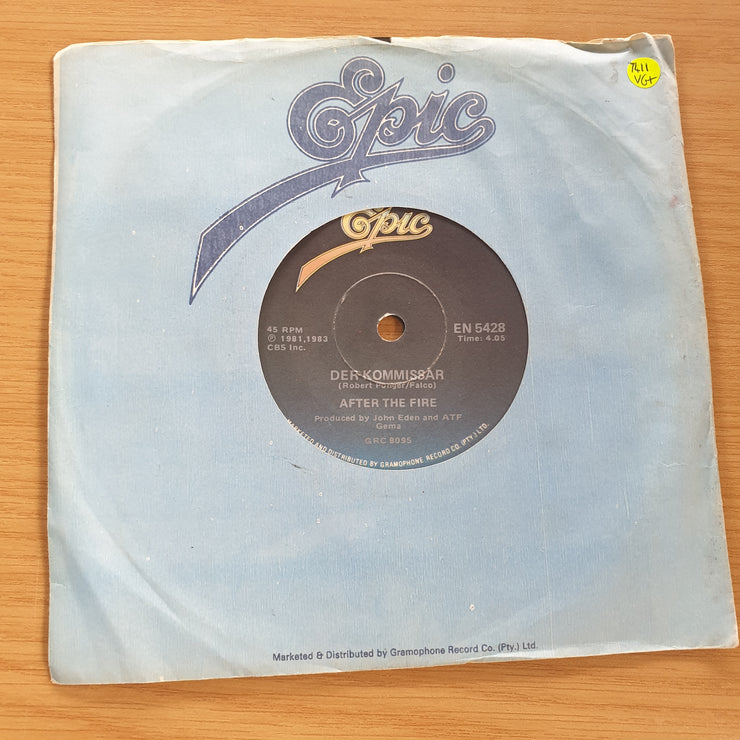 Epic
7411
VG+
Epic
45 RPM
℗ 1981,1983
CBS Inc.
EN 5428
Time: 4.05
DER KOMMISSAR
(Robert Ponger/Falco)
AFTER THE FIRE
Produced by John Eden and ATF
Gema
GRC 8095
MARKETED AND DISTRIBUTED BY GRAMOPHONE RECORD CO. (PTY.) LTD.
Marketed & Distributed by Gramophone Record Co. (Pty.) Ltd.